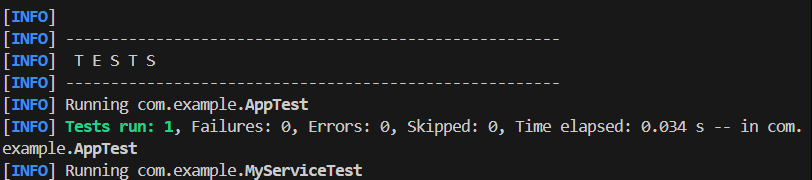 [INFO]
[INFO] -------------------------------------------------------
[INFO]  T E S T S
[INFO] -------------------------------------------------------
[INFO] Running com.example.AppTest
[INFO] Tests run: 1, Failures: 0, Errors: 0, Skipped: 0, Time elapsed: 0.034 s -- in com.
example.AppTest
[INFO] Running com.example.MyServiceTest